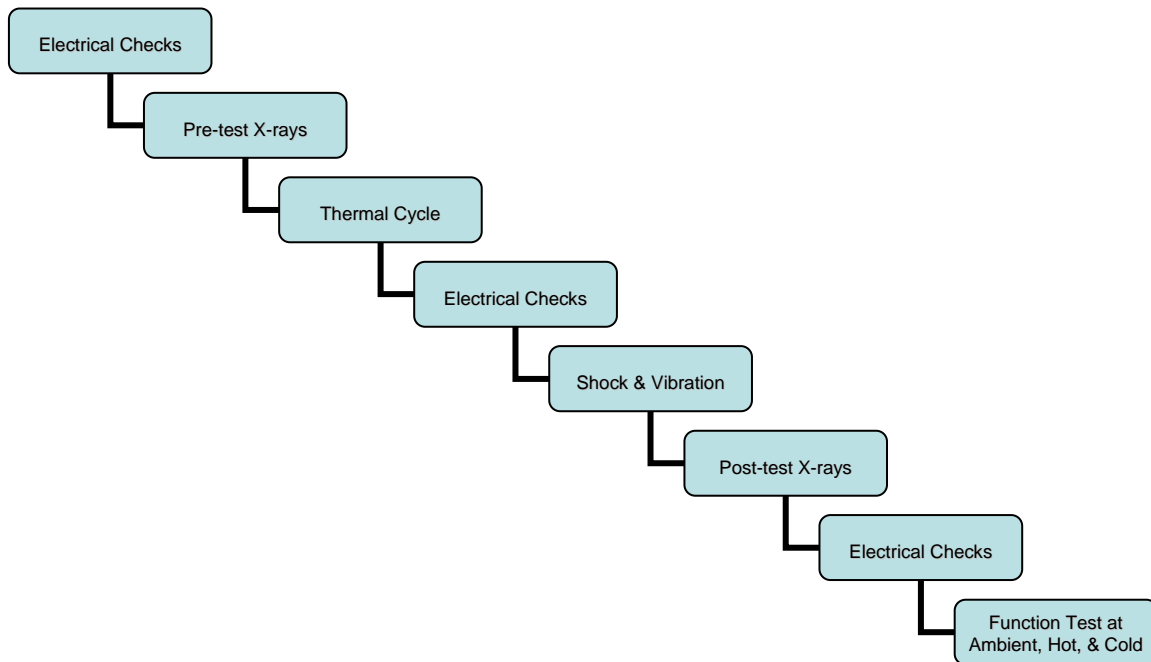 Electrical Checks
Pre-test X-rays
Thermal Cycle
Electrical Checks
Shock & Vibration
Post-test X-rays
Electrical Checks
Function Test at
Ambient, Hot, & Cold